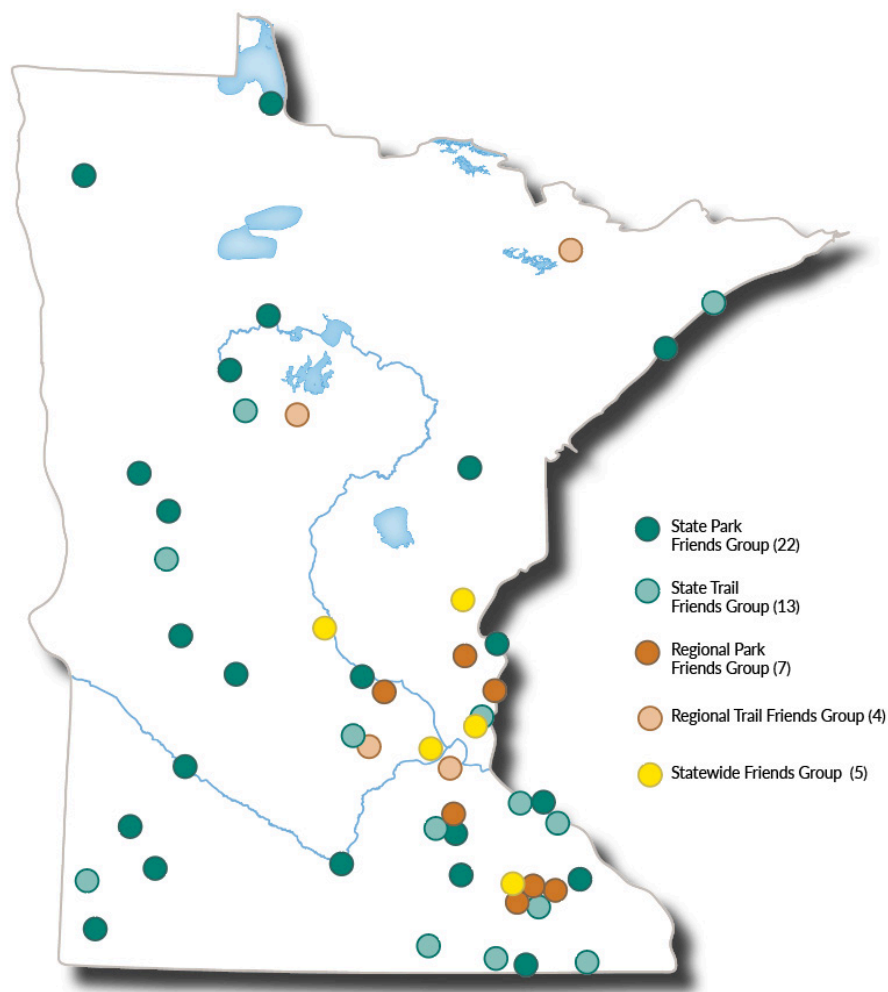 State Park
Friends Group (22)
State Trail
Friends Group (13)
Regional Park
Friends Group (7)
Regional Trail Friends Group (4)
Statewide Friends Group (5)